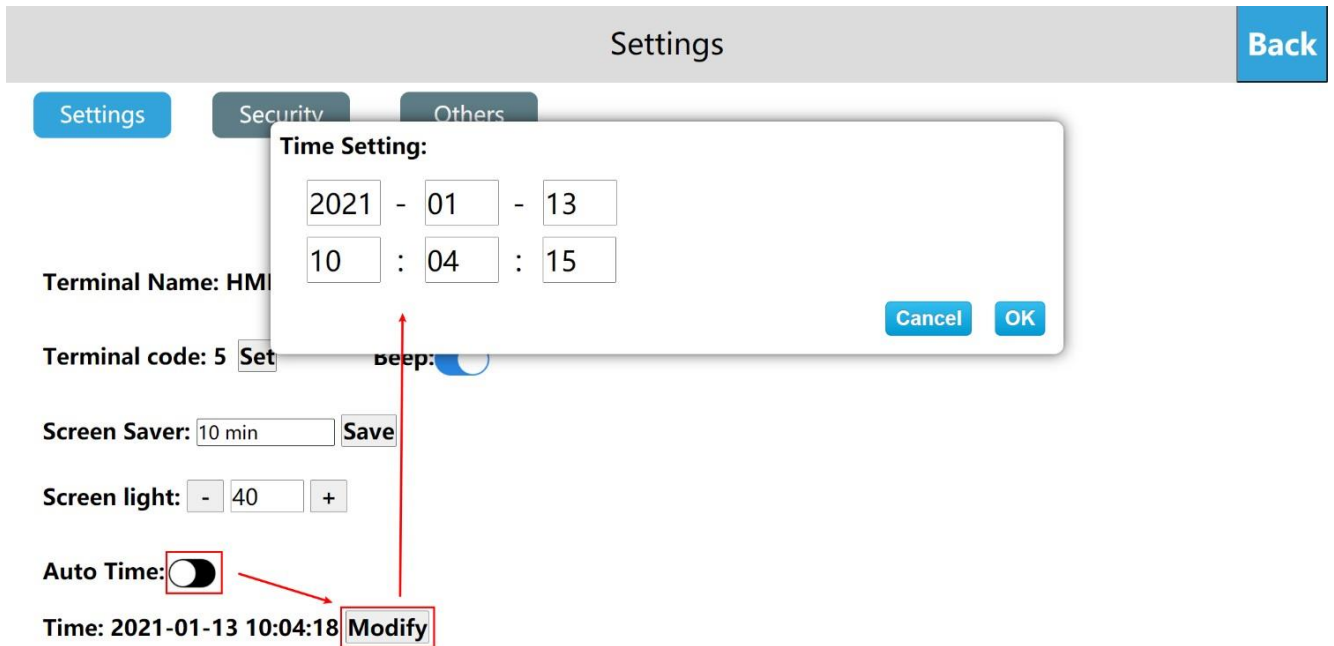 Settings
Back
Settings Security Others
Time Setting:
2021 - 01 - 13
10 : 04 : 15
Cancel OK
Terminal Name: HMI
Terminal code: 5 Set Beep:
Screen Saver: 10 min Save
Screen light: - 40 +
Auto Time:
Time: 2021-01-13 10:04:18 Modify